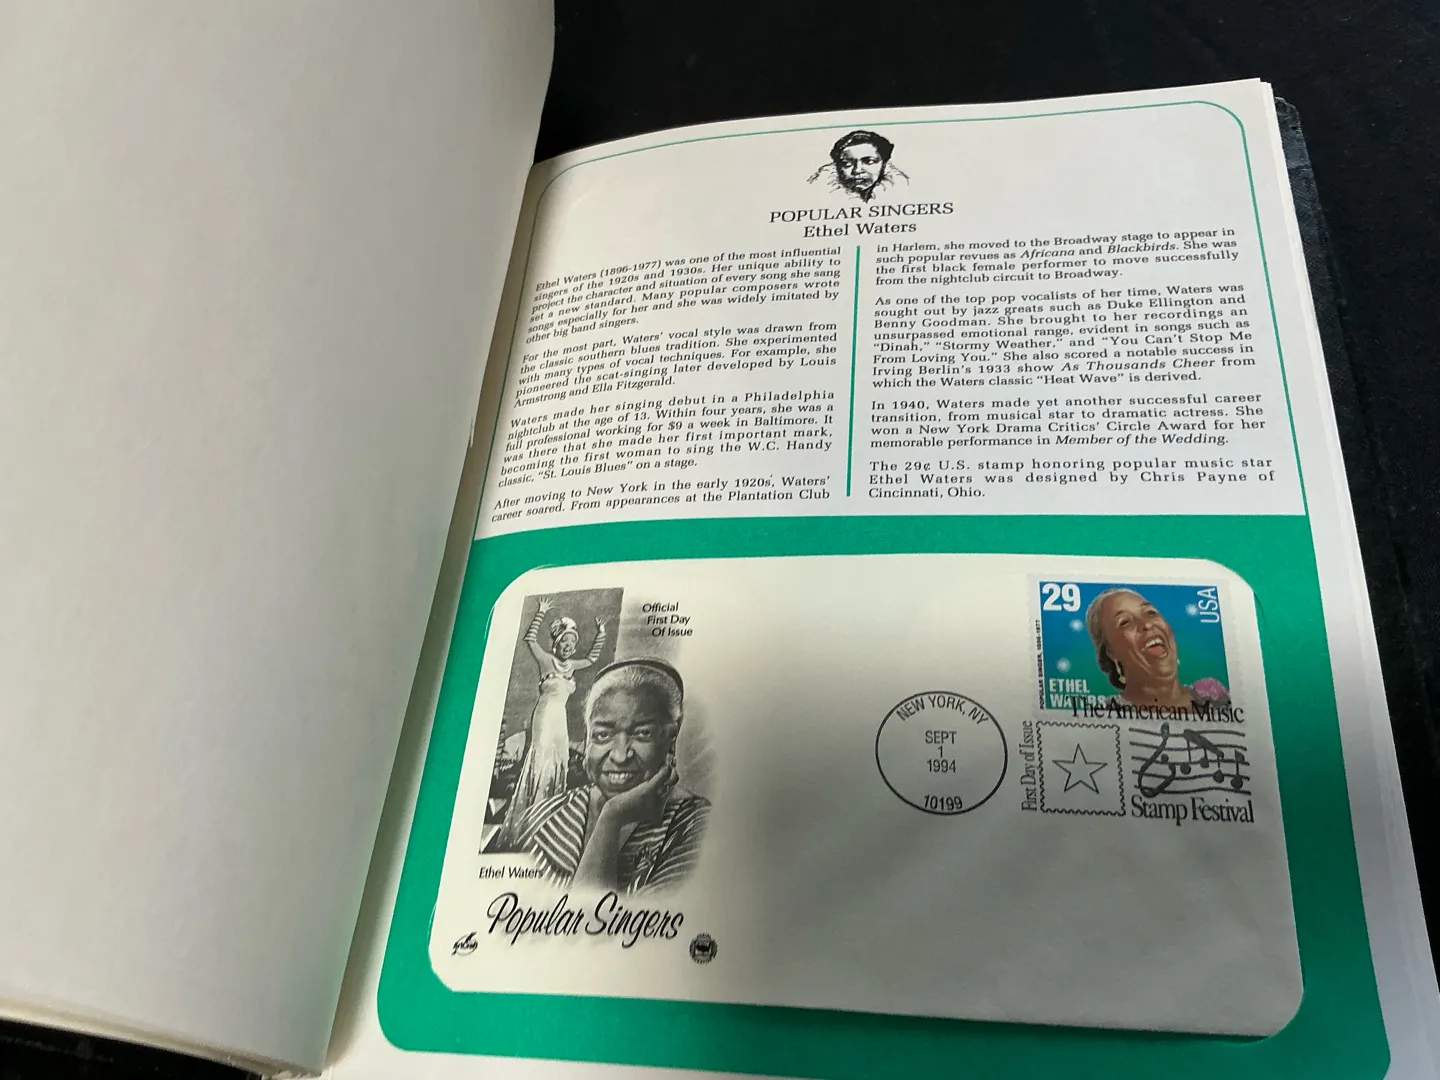 POPULAR SINGERS
Ethel Waters
Ethel Waters (1896-1977) was one of the most influential
singers of the 1920s and 1930s. Her unique ability to
project the character and situation of every song she sang
set a new standard. Many popular composers wrote
songs especially for her and she was widely imitated by
other big band singers.
For the most part, Waters' vocal style was drawn from
the classic southern blues tradition. She experimented
with many types of vocal techniques. For example, she
pioneered the scat-singing later developed by Louis
Armstrong and Ella Fitzgerald.
Waters made her singing debut in a Philadelphia
nightclub at the age of 13. Within four years, she was a
full professional working for $9 a week in Baltimore. It
was there that she made her first important mark,
becoming the first woman to sing the W.C. Handy
classic, "St. Louis Blues" on a stage.
After moving to New York in the early 1920s, Waters'
career soared. From appearances at the Plantation Club
in Harlem, she moved to the Broadway stage to appear in
such popular revues as Africana and Blackbirds. She was
the first black female performer to move successfully
from the nightclub circuit to Broadway.
As one of the top pop vocalists of her time, Waters was
sought out by jazz greats such as Duke Ellington and
Benny Goodman. She brought to her recordings an
unsurpassed emotional range, evident in songs such as
"Dinah," "Stormy Weather," and "You Can't Stop Me
From Loving You." She also scored a notable success in
Irving Berlin's 1933 show As Thousands Cheer from
which the Waters classic "Heat Wave" is derived.
In 1940, Waters made yet another successful career
transition, from musical star to dramatic actress. She
won a New York Drama Critics' Circle Award for her
memorable performance in Member of the Wedding.
The 29¢ U.S. stamp honoring popular music star
Ethel Waters was designed by Chris Payne of
Cincinnati, Ohio.
Official
First Day
Of Issue
Ethel Waters
Popular Singers
29
USA
POPULAR SINGER, 1896-1977
ETHEL
WATERS
NEW YORK, NY
SEPT
1
1994
10199
First Day of Issue
The American Music
Stamp Festival